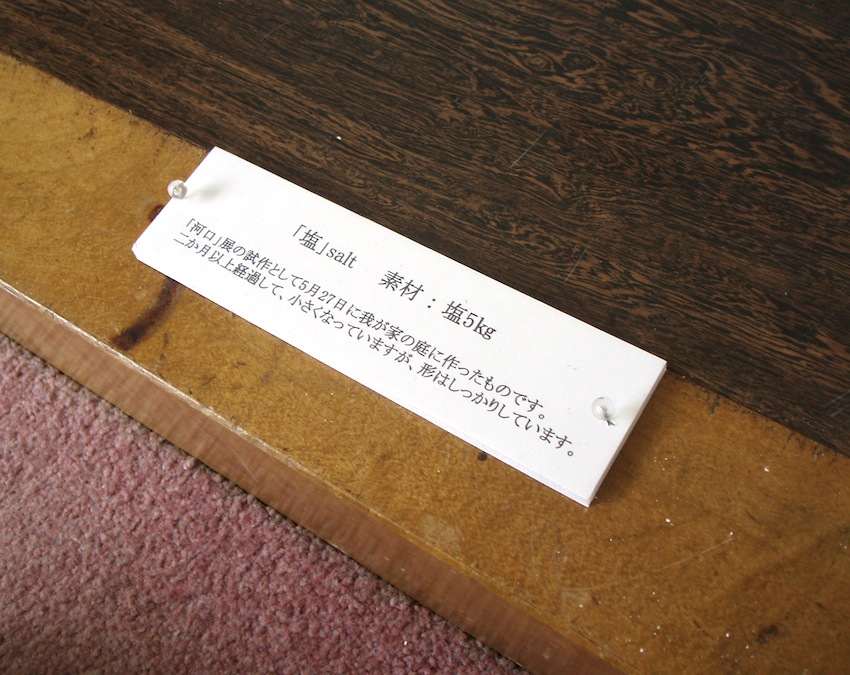 「塩」salt 素材：塩5kg
「河口」展の試作として5月27日に我が家の庭に作ったものです。
二か月以上経過して、小さくなっていますが、形はしっかりしています。